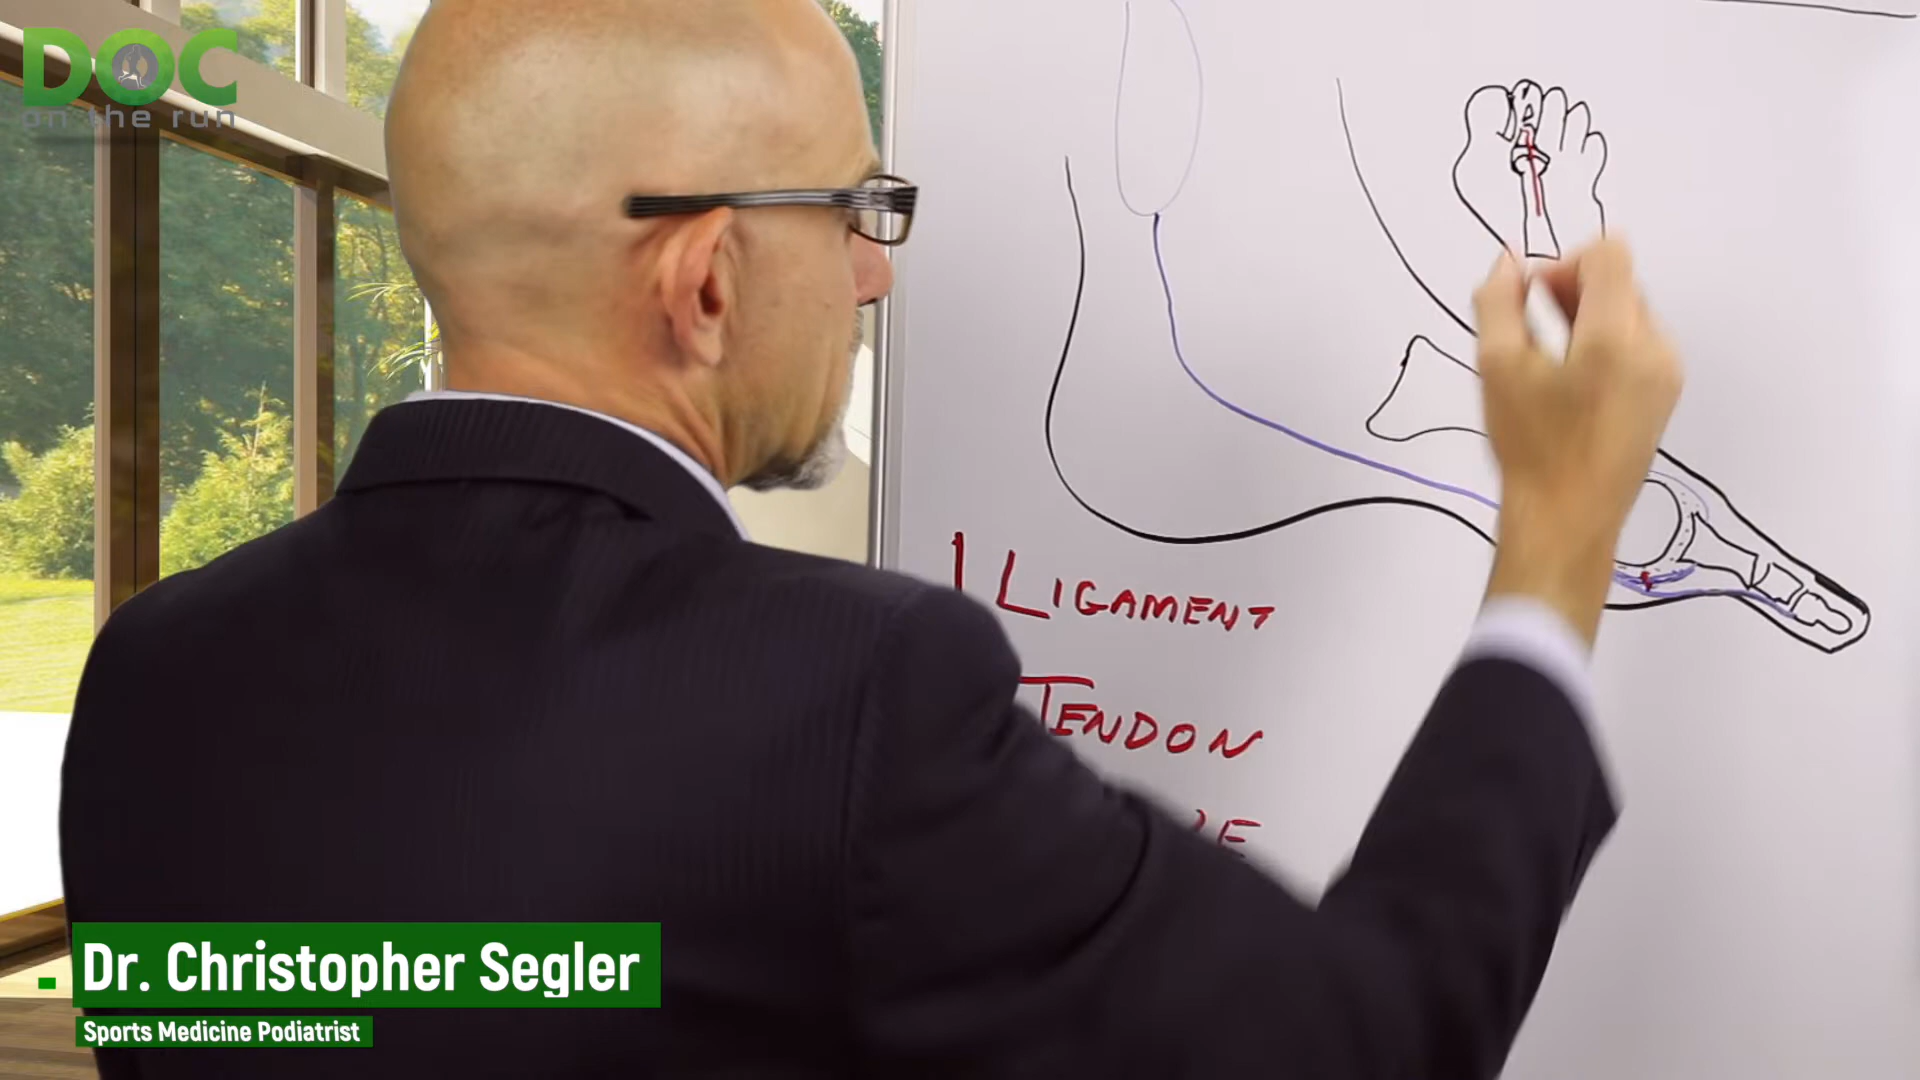 DOC
on the run
1 LIGAMENT
TENDON
Dr. Christopher Segler
Sports Medicine Podiatrist